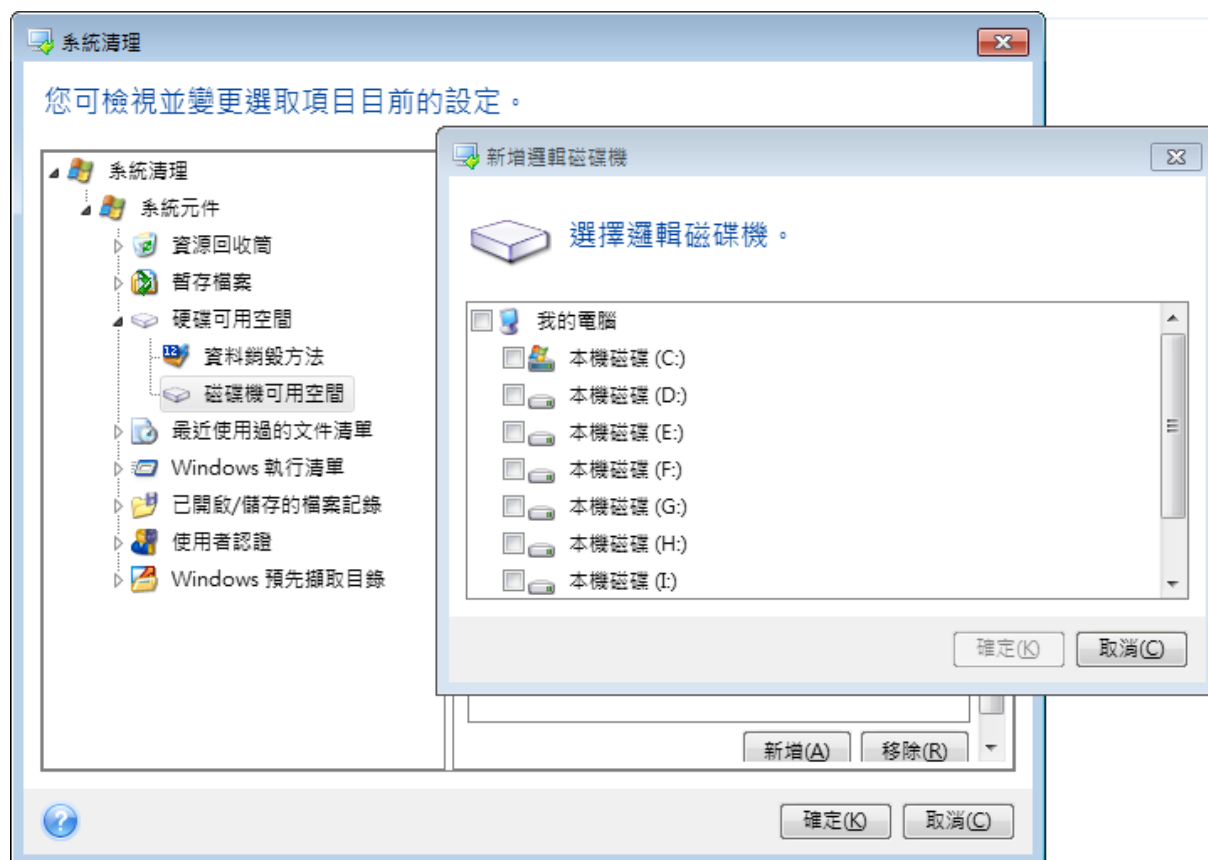 系統清理
您可檢視並變更選取項目目前的設定。
系統清理
系統元件
資源回收筒
暫存檔案
硬碟可用空間
資料銷毀方法
磁碟機可用空間
最近使用過的文件清單
Windows 執行清單
已開啟/儲存的檔案記錄
使用者認證
Windows 預先擷取目錄
新增邏輯磁碟機
選擇邏輯磁碟機。
我的電腦
本機磁碟 (C:)
本機磁碟 (D:)
本機磁碟 (E:)
本機磁碟 (F:)
本機磁碟 (G:)
本機磁碟 (H:)
本機磁碟 (I:)
確定(K) 取消(C)
新增(A) 移除(R)
確定(K) 取消(C)